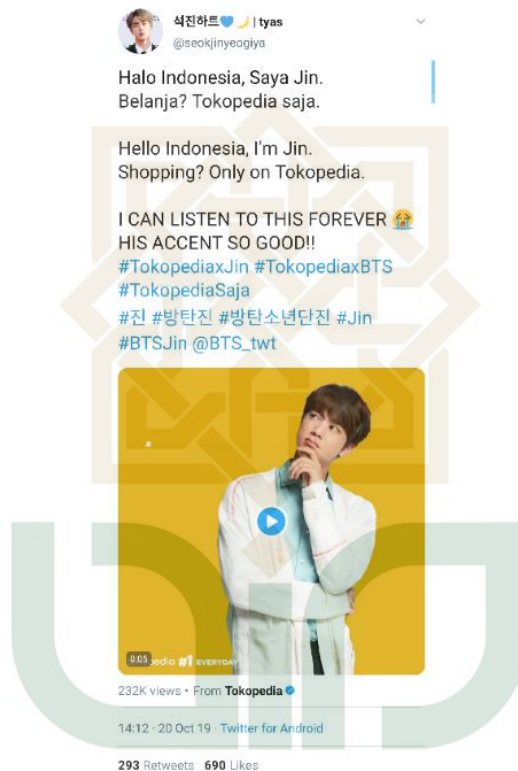 석진하트💙🌙 | tyas
@seokjinyeogiya
Halo Indonesia, Saya Jin.
Belanja? Tokopedia saja.
Hello Indonesia, I'm Jin.
Shopping? Only on Tokopedia.
I CAN LISTEN TO THIS FOREVER 😭
HIS ACCENT SO GOOD!!
#TokopediaxJin #TokopediaxBTS
#TokopediaSaja
#진 #방탄진 #방탄소년단진 #Jin
#BTSJin @BTS_twt
0:05 pedia #1 EVERYDAY
232K views • From Tokopedia
14:12 · 20 Oct 19 · Twitter for Android
293 Retweets 690 Likes